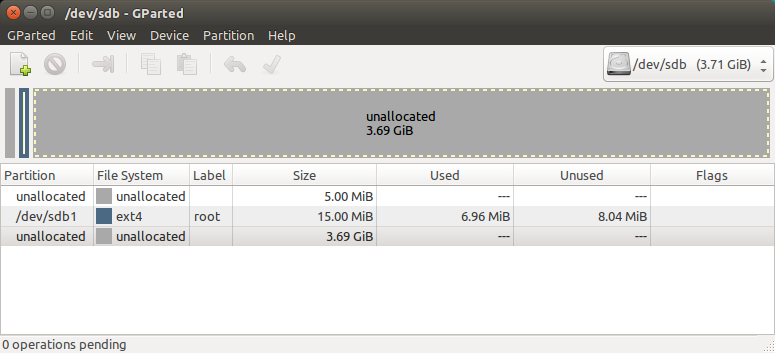 /dev/sdb - GParted
GParted Edit View Device Partition Help
/dev/sdb (3.71 GiB)
unallocated
3.69 GiB
Partition File System Label Size Used Unused Flags
unallocated unallocated 5.00 MiB --- ---
/dev/sdb1 ext4 root 15.00 MiB 6.96 MiB 8.04 MiB
unallocated unallocated 3.69 GiB --- ---
0 operations pending